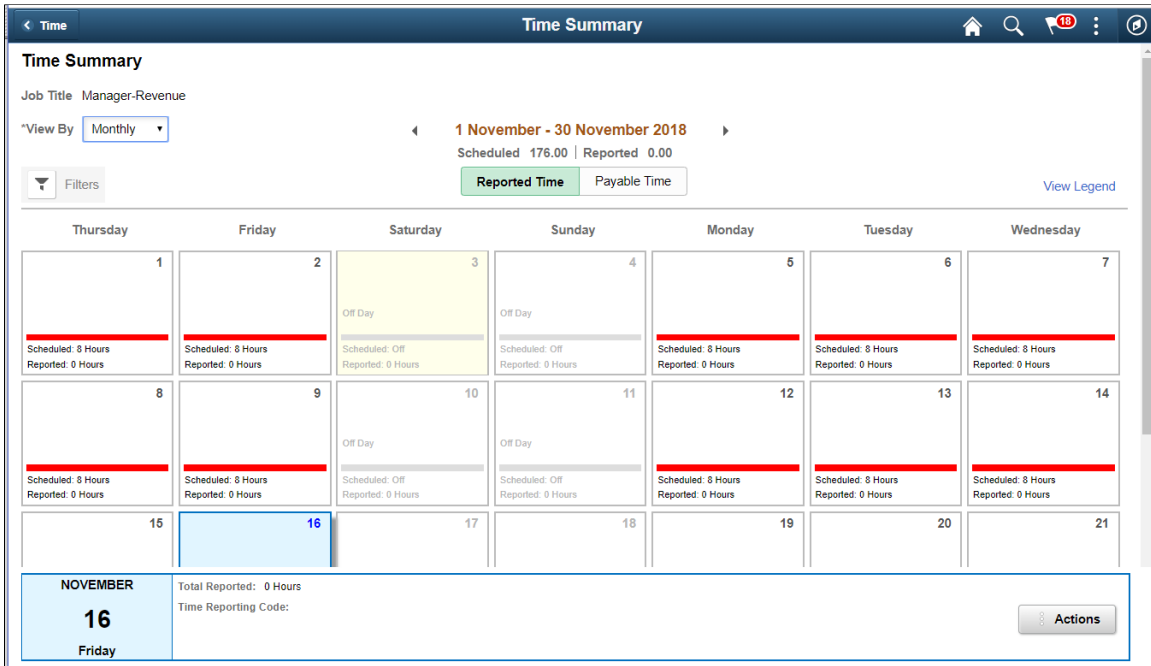 Time
Time Summary
18
Time Summary
Job Title Manager-Revenue
*View By Monthly
1 November - 30 November 2018
Scheduled 176.00 | Reported 0.00
Filters
Reported Time Payable Time
View Legend
Thursday Friday Saturday Sunday Monday Tuesday Wednesday
1 2 3 4 5 6 7
Off Day Off Day
Scheduled: 8 Hours Scheduled: 8 Hours Scheduled: Off Scheduled: Off Scheduled: 8 Hours Scheduled: 8 Hours Scheduled: 8 Hours
Reported: 0 Hours Reported: 0 Hours Reported: 0 Hours Reported: 0 Hours Reported: 0 Hours Reported: 0 Hours Reported: 0 Hours
8 9 10 11 12 13 14
Off Day Off Day
Scheduled: 8 Hours Scheduled: 8 Hours Scheduled: Off Scheduled: Off Scheduled: 8 Hours Scheduled: 8 Hours Scheduled: 8 Hours
Reported: 0 Hours Reported: 0 Hours Reported: 0 Hours Reported: 0 Hours Reported: 0 Hours Reported: 0 Hours Reported: 0 Hours
15 16 17 18 19 20 21
NOVEMBER
16
Friday
Total Reported: 0 Hours
Time Reporting Code:
Actions